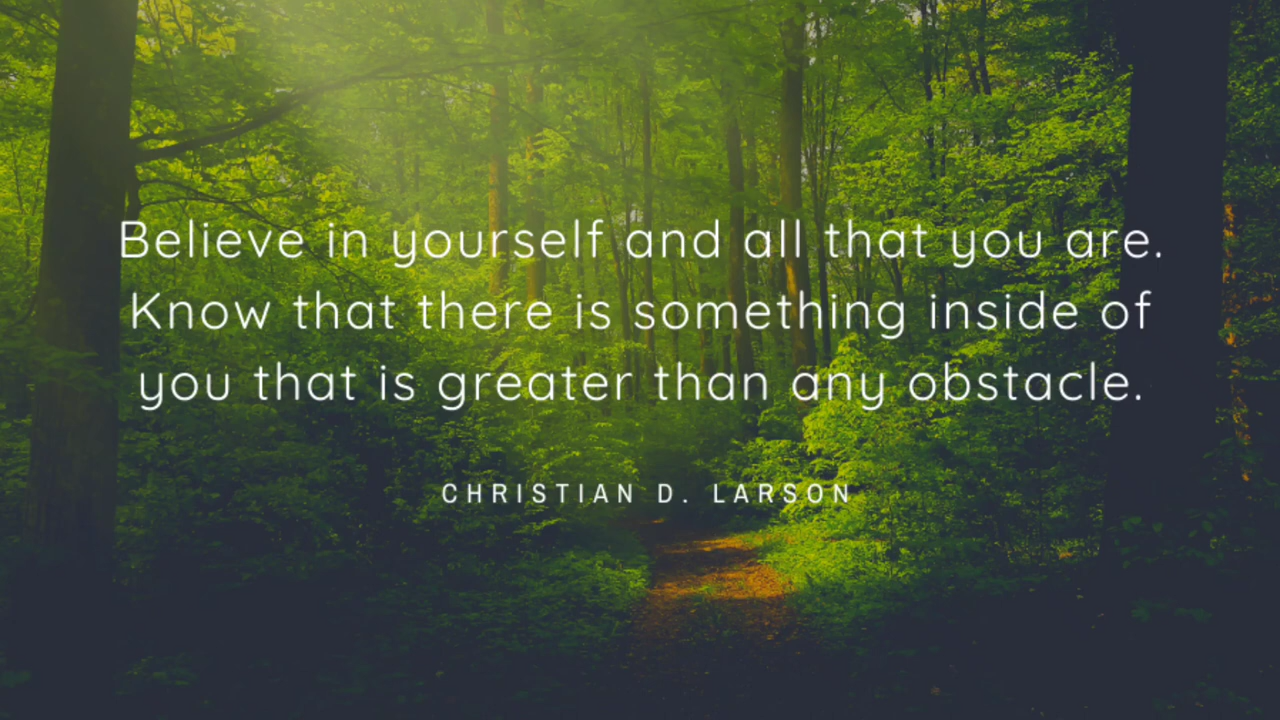 Believe in yourself and all that you are.
Know that there is something inside of
you that is greater than any obstacle.
CHRISTIAN D. LARSON